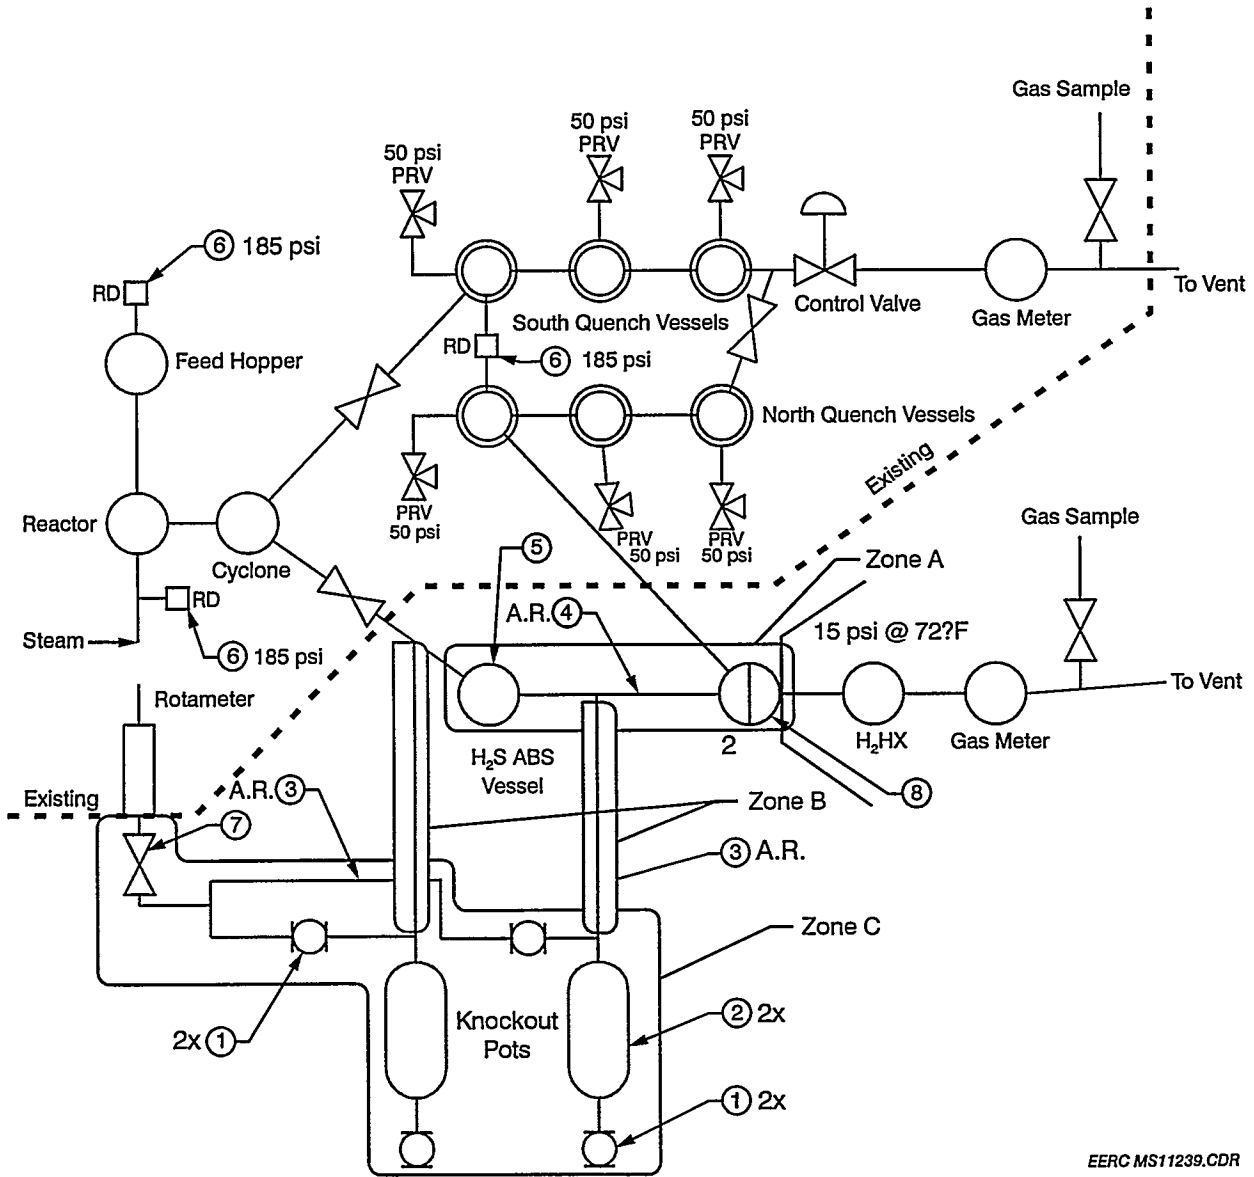 Gas Sample
50 psi
PRV
50 psi
PRV
50 psi
PRV
6 185 psi
RD
To Vent
Control Valve
Gas Meter
South Quench Vessels
RD
6 185 psi
Feed Hopper
North Quench Vessels
Existing
PRV
50 psi
PRV
50 psi
PRV
50 psi
Reactor
Cyclone
Gas Sample
5
Zone A
RD
A.R. 4
Steam
6 185 psi
15 psi @ 72?F
Rotameter
To Vent
H₂S ABS
Vessel
2
H₂HX
Gas Meter
Existing
A.R. 3
Zone B
8
7
3 A.R.
Zone C
2x 1
Knockout
Pots
2 2x
1 2x
EERC MS11239.CDR